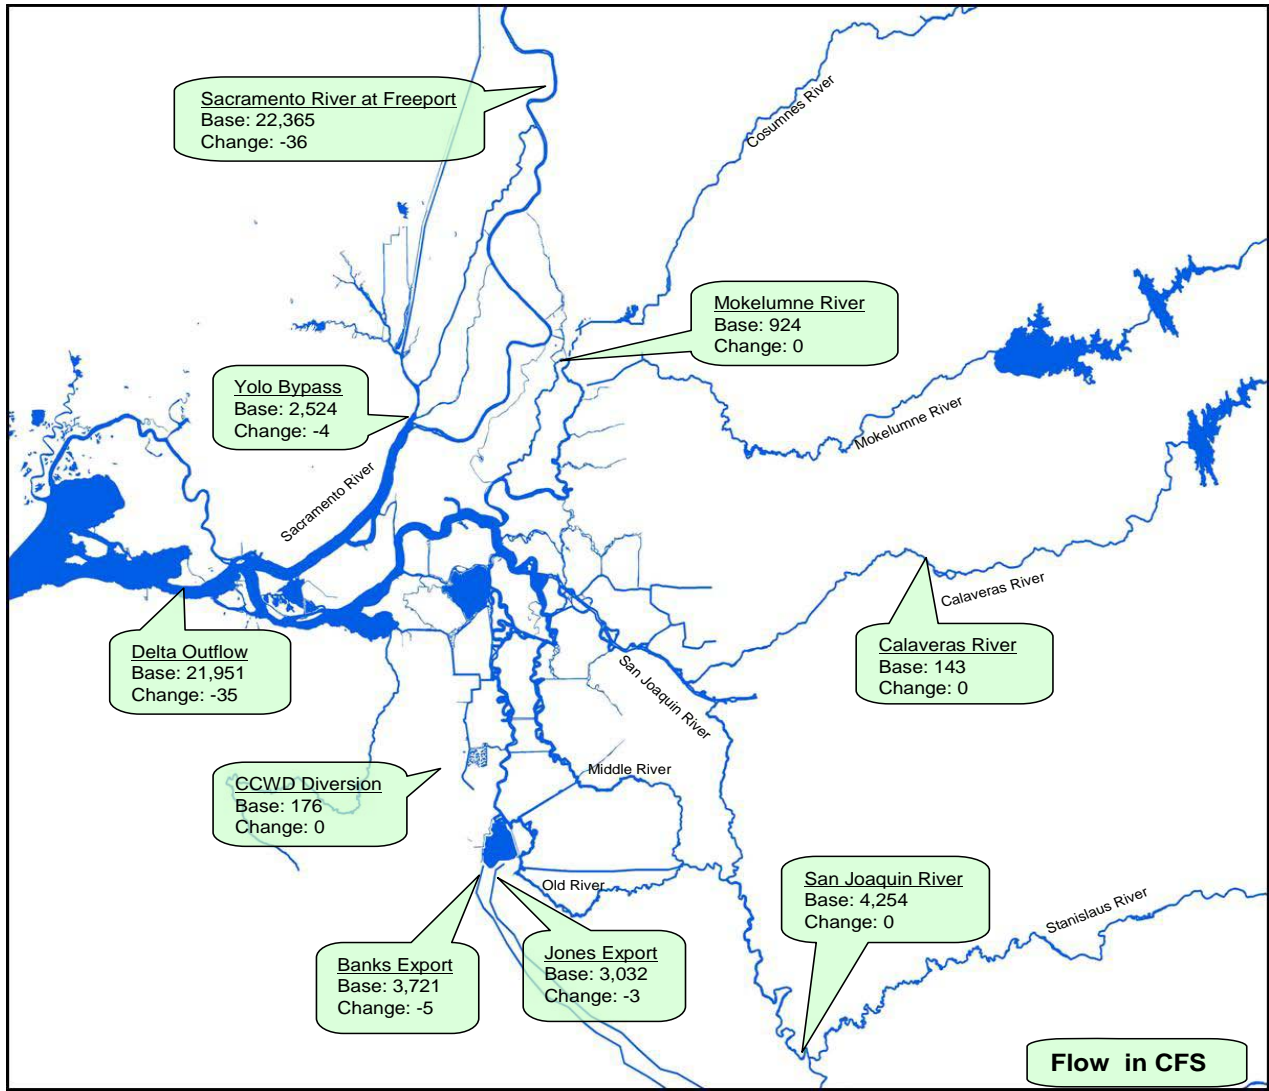 Sacramento River at Freeport
Base: 22,365
Change: -36
Cosumnes River
Mokelumne River
Base: 924
Change: 0
Yolo Bypass
Base: 2,524
Change: -4
Mokelumne River
Sacramento River
Calaveras River
Delta Outflow
Base: 21,951
Change: -35
Calaveras River
Base: 143
Change: 0
San Joaquin River
Middle River
CCWD Diversion
Base: 176
Change: 0
Old River
San Joaquin River
Base: 4,254
Change: 0
Stanislaus River
Banks Export
Base: 3,721
Change: -5
Jones Export
Base: 3,032
Change: -3
Flow in CFS